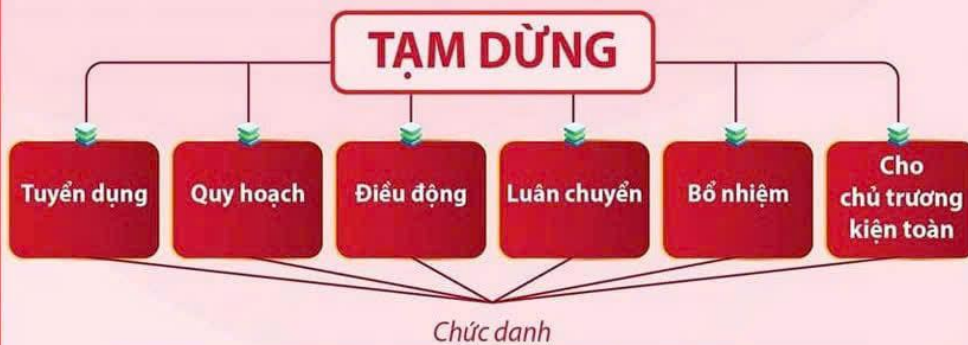 TẠM DỪNG
Tuyển dụng
Quy hoạch
Điều động
Luân chuyển
Bổ nhiệm
Cho
chủ trương
kiện toàn
Chức danh